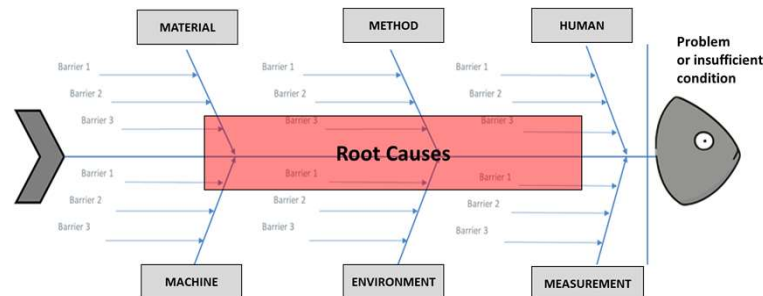 MATERIAL
METHOD
HUMAN
Problem
or insufficient
condition
Barrier 1
Barrier 1
Barrier 1
Barrier 2
Barrier 2
Barrier 2
Barrier 3
Barrier 3
Barrier 3
Root Causes
Barrier 1
Barrier 1
Barrier 1
Barrier 2
Barrier 2
Barrier 2
Barrier 3
Barrier 3
Barrier 3
MACHINE
ENVIRONMENT
MEASUREMENT